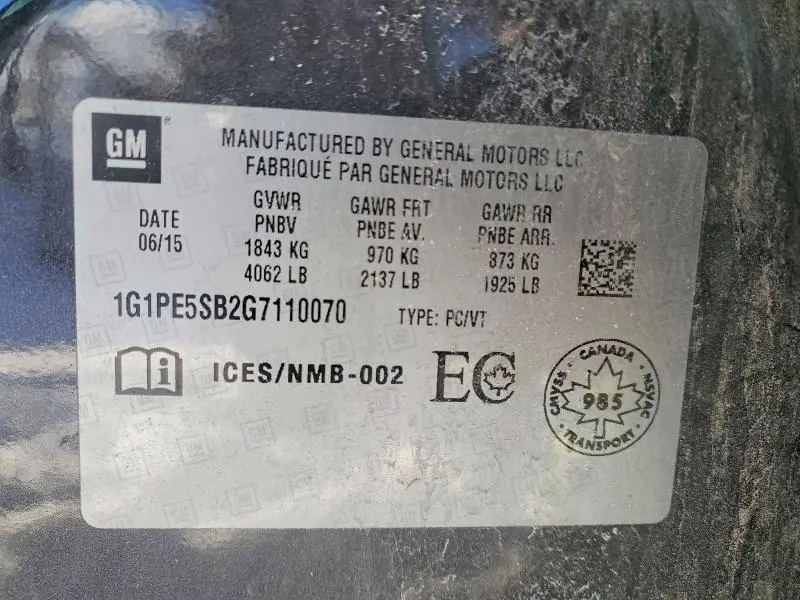 GM
MANUFACTURED BY GENERAL MOTORS LLC
FABRIQUÉ PAR GENERAL MOTORS LLC
DATE
06/15
GVWR
PNBV
1843 KG
4062 LB
GAWR FRT
PNBE AV.
970 KG
2137 LB
GAWR RR
PNBE ARR.
873 KG
1925 LB
1G1PE5SB2G7110070
TYPE: PC/VT
i
ICES/NMB-002
EC
CANADA
CMVSS
NSVAC
985
TRANSPORT